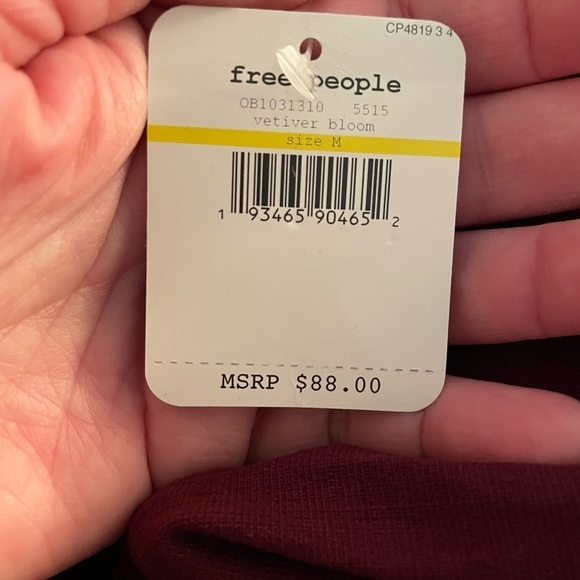 CP4819 3 4
free people
OB1031310 5515
vetiver bloom
size M
1 93465 90465 2
MSRP $88.00